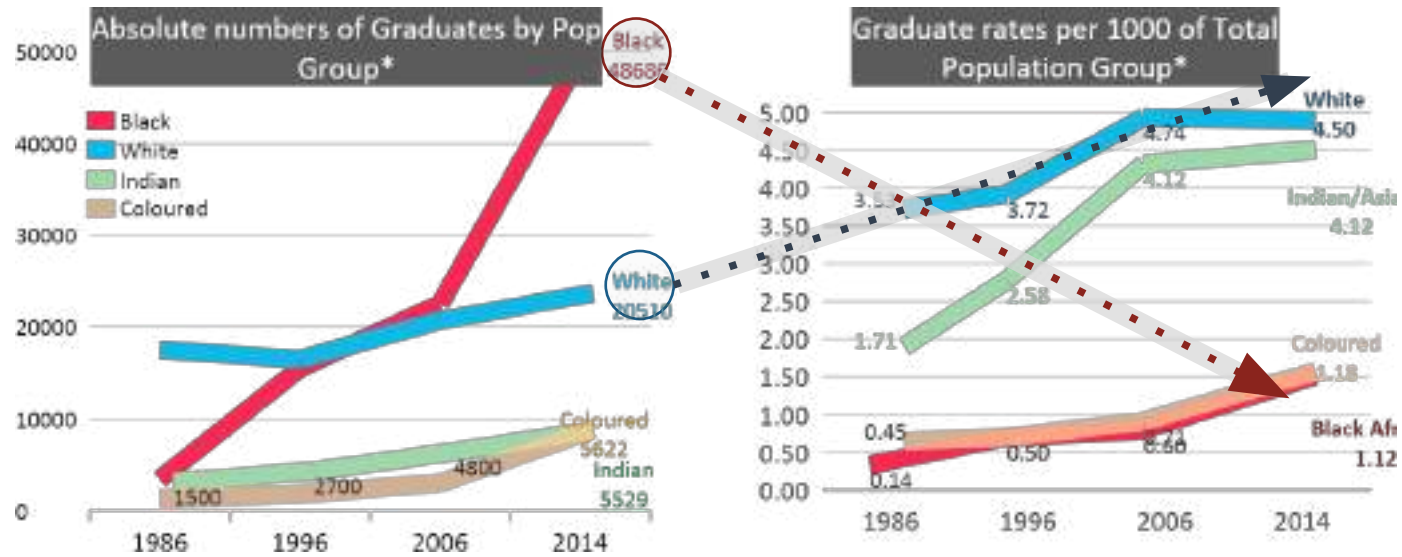 Absolute numbers of Graduates by Pop
Group*
50000
40000
30000
20000
10000
0
Black
White
Indian
Coloured
Black
48686
White
20510
Coloured
5622
Indian
5529
1500
2700
4800
1986
1996
2006
2014
Graduate rates per 1000 of Total
Population Group*
5.00
4.50
4.00
3.50
3.00
2.50
2.00
1.50
1.00
0.50
0.00
White
4.50
4.74
3.53
3.72
4.12
Indian/Asia
4.12
2.58
1.71
Coloured
1.18
0.45
0.50
0.60
0.14
Black Afr
1.12
1986
1996
2006
2014